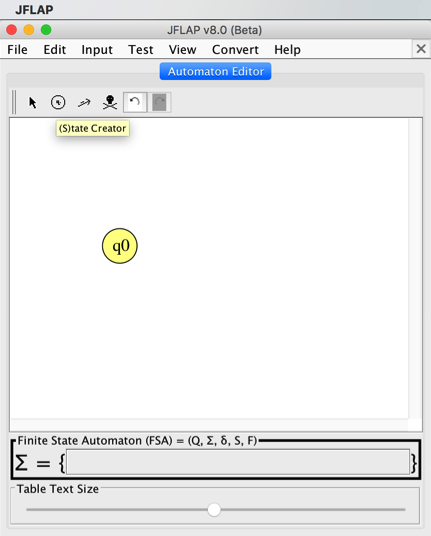 JFLAP
JFLAP v8.0 (Beta)
File Edit Input Test View Convert Help
Automaton Editor
(S)tate Creator
q0
Finite State Automaton (FSA) = (Q, Σ, δ, S, F)
Σ = { }
Table Text Size